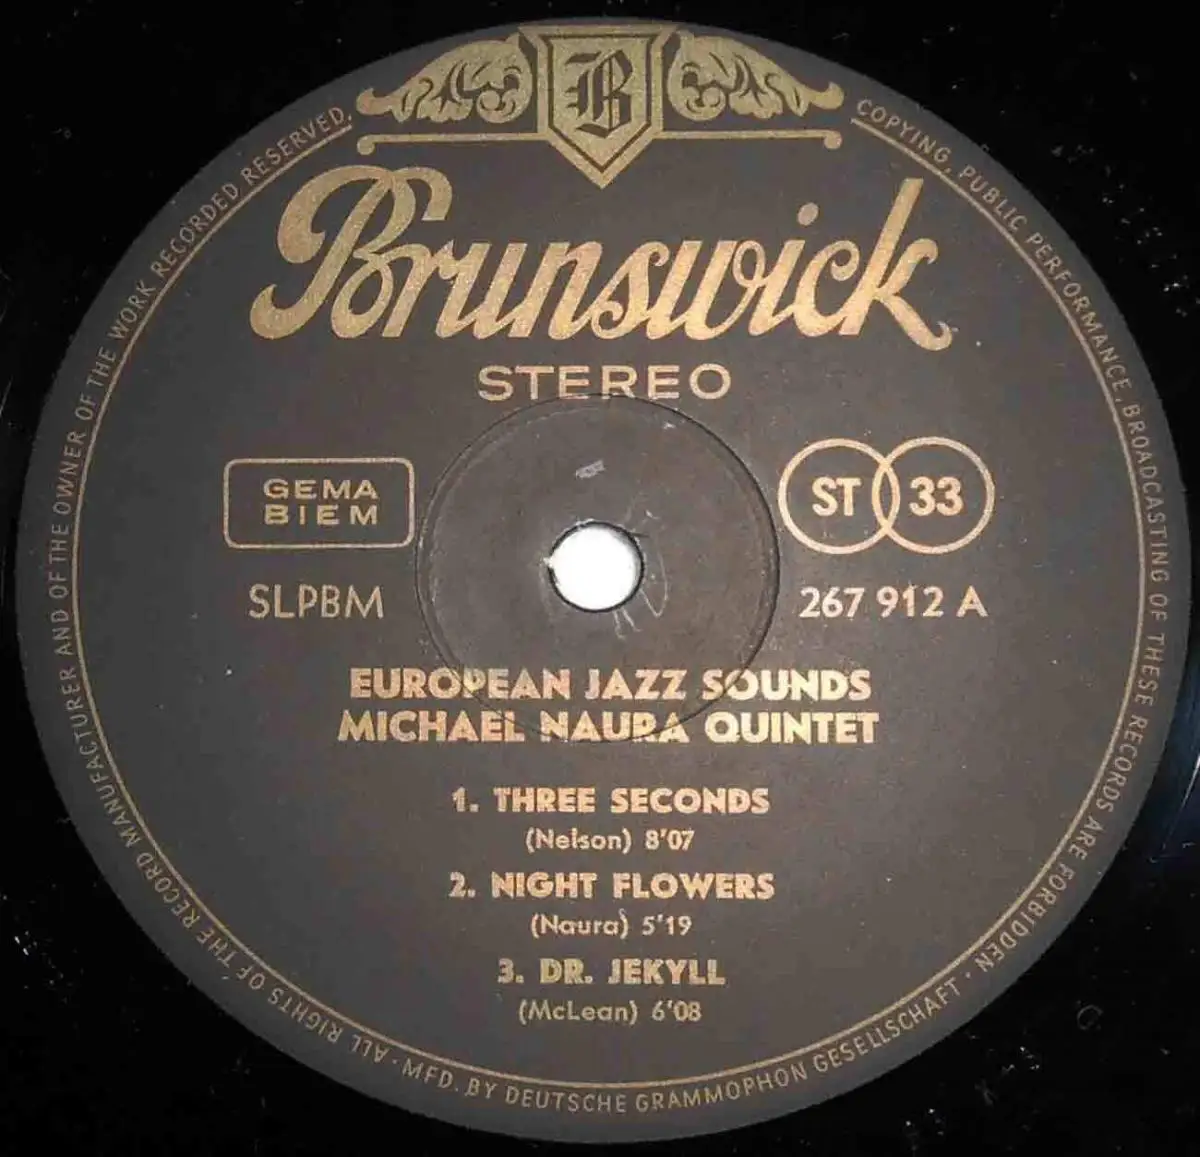 B
Brunswick
STEREO
GEMA
BIEM
ST 33
SLPBM
267 912 A
EUROPEAN JAZZ SOUNDS
MICHAEL NAURA QUINTET
1. THREE SECONDS
(Nelson) 8'07
2. NIGHT FLOWERS
(Naura) 5'19
3. DR. JEKYLL
(McLean) 6'08
ALL RIGHTS OF THE RECORD MANUFACTURER AND OF THE OWNER OF THE WORK RECORDED RESERVED. COPYING, PUBLIC PERFORMANCE, BROADCASTING OF THESE RECORDS ARE FORBIDDEN · MFD. BY DEUTSCHE GRAMMOPHON GESELLSCHAFT ·